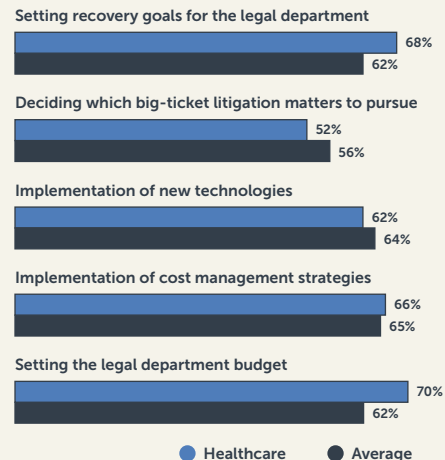 Setting recovery goals for the legal department
68%
62%
Deciding which big-ticket litigation matters to pursue
52%
56%
Implementation of new technologies
62%
64%
Implementation of cost management strategies
66%
65%
Setting the legal department budget
70%
62%
Healthcare Average